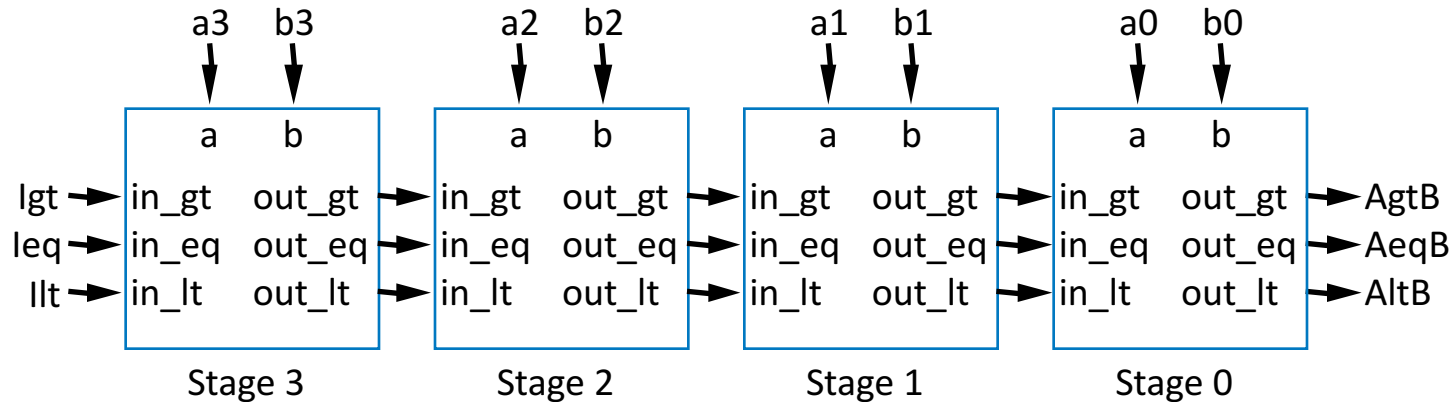 a3 b3 a2 b2 a1 b1 a0 b0
a b a b a b a b
Igt in_gt out_gt in_gt out_gt in_gt out_gt in_gt out_gt AgtB
Ieq in_eq out_eq in_eq out_eq in_eq out_eq in_eq out_eq AeqB
Ilt in_lt out_lt in_lt out_lt in_lt out_lt in_lt out_lt AltB
Stage 3 Stage 2 Stage 1 Stage 0